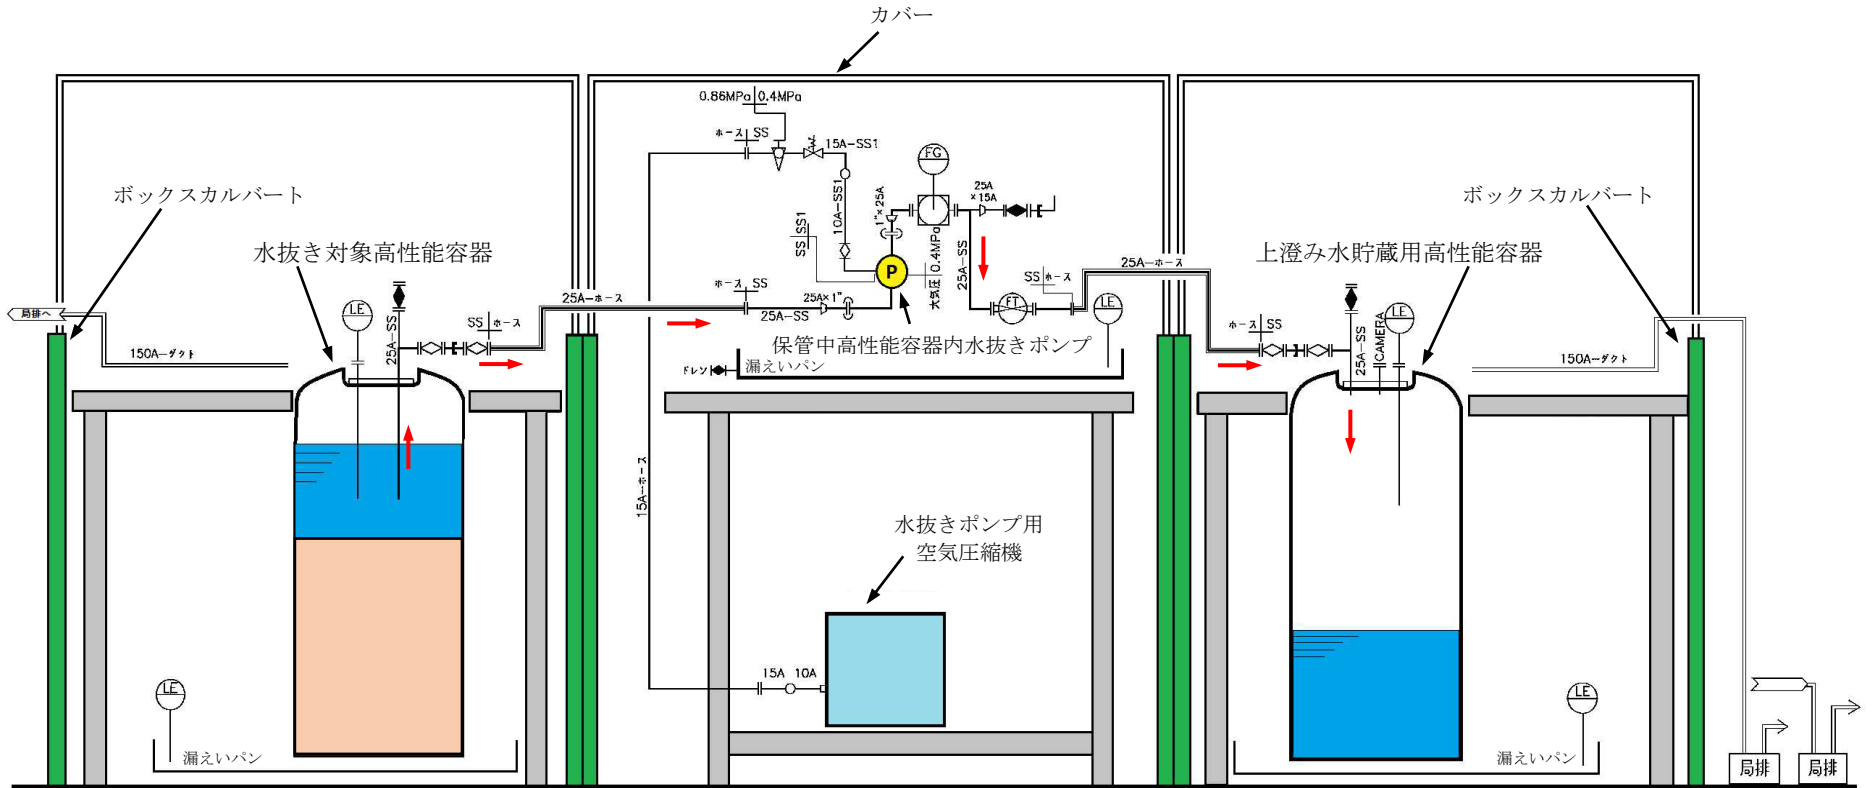 カバー
0.86MPa 0.4MPa
ホース SS
15A-SS1
FG
ボックスカルバート
10A-SS1
1"×25A
25A
×15A
ボックスカルバート
水抜き対象高性能容器
SS SS1
P
大気圧 0.4MPa
25A-SS
上澄み水貯蔵用高性能容器
25A-ホース
SS ホース
ホース SS
25A×1"
25A-ホース
LE
局排へ
LE
25A-SS
FT
LE
25A-SS
SS ホース
ホース SS
CAMERA
25A-SS
保管中高性能容器内水抜きポンプ
150A-ダクト
漏えいパン
ドレン
150A-ダクト
15A-ホース
水抜きポンプ用
空気圧縮機
15A 10A
LE
LE
漏えいパン
漏えいパン
局排
局排